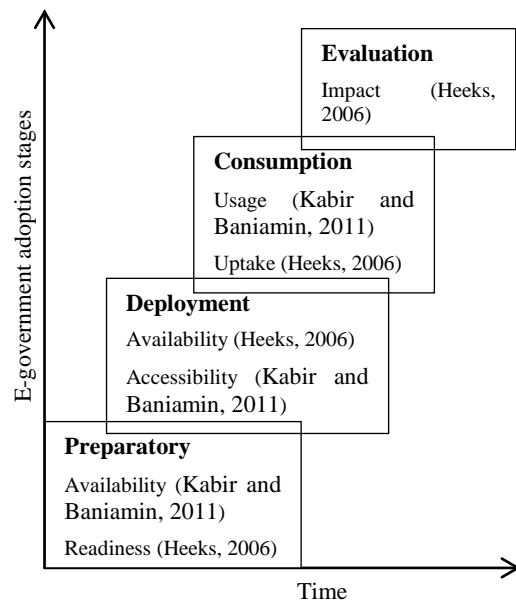 Evaluation
Impact (Heeks,
2006)
Consumption
Usage (Kabir and
Baniamin, 2011)
Uptake (Heeks, 2006)
Deployment
Availability (Heeks, 2006)
Accessibility (Kabir and
Baniamin, 2011)
Preparatory
Availability (Kabir and
Baniamin, 2011)
Readiness (Heeks, 2006)
E-government adoption stages
Time